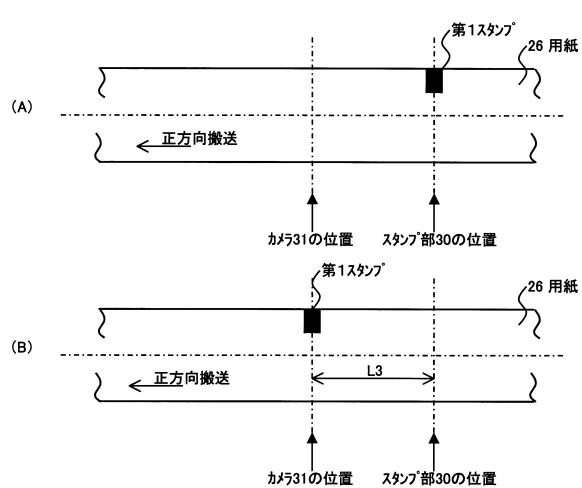 第1スタンプ
26 用紙
(A)
正方向搬送
カメラ31の位置
スタンプ部30の位置
第1スタンプ
26 用紙
(B)
正方向搬送
L3
カメラ31の位置
スタンプ部30の位置